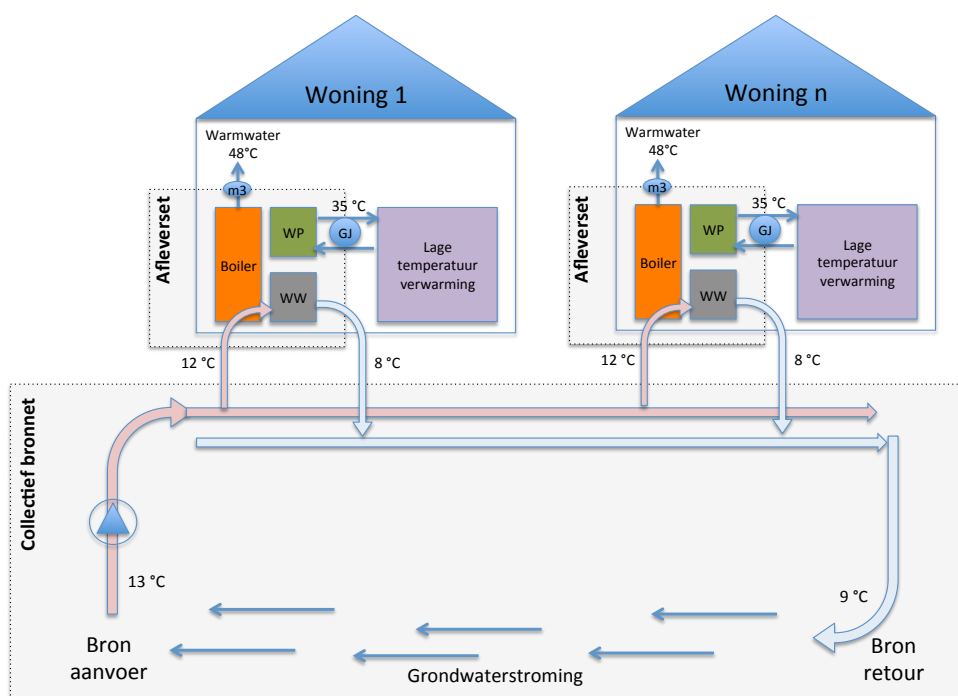 Woning 1
Warmwater
48°C
m3
Afleverset
Boiler
WP
WW
35 °C
GJ
Lage
temperatuur
verwarming
12 °C
8 °C
Woning n
Warmwater
48°C
m3
Afleverset
Boiler
WP
WW
35 °C
GJ
Lage
temperatuur
verwarming
12 °C
8 °C
Collectief bronnet
13 °C
9 °C
Bron
aanvoer
Grondwaterstroming
Bron
retour